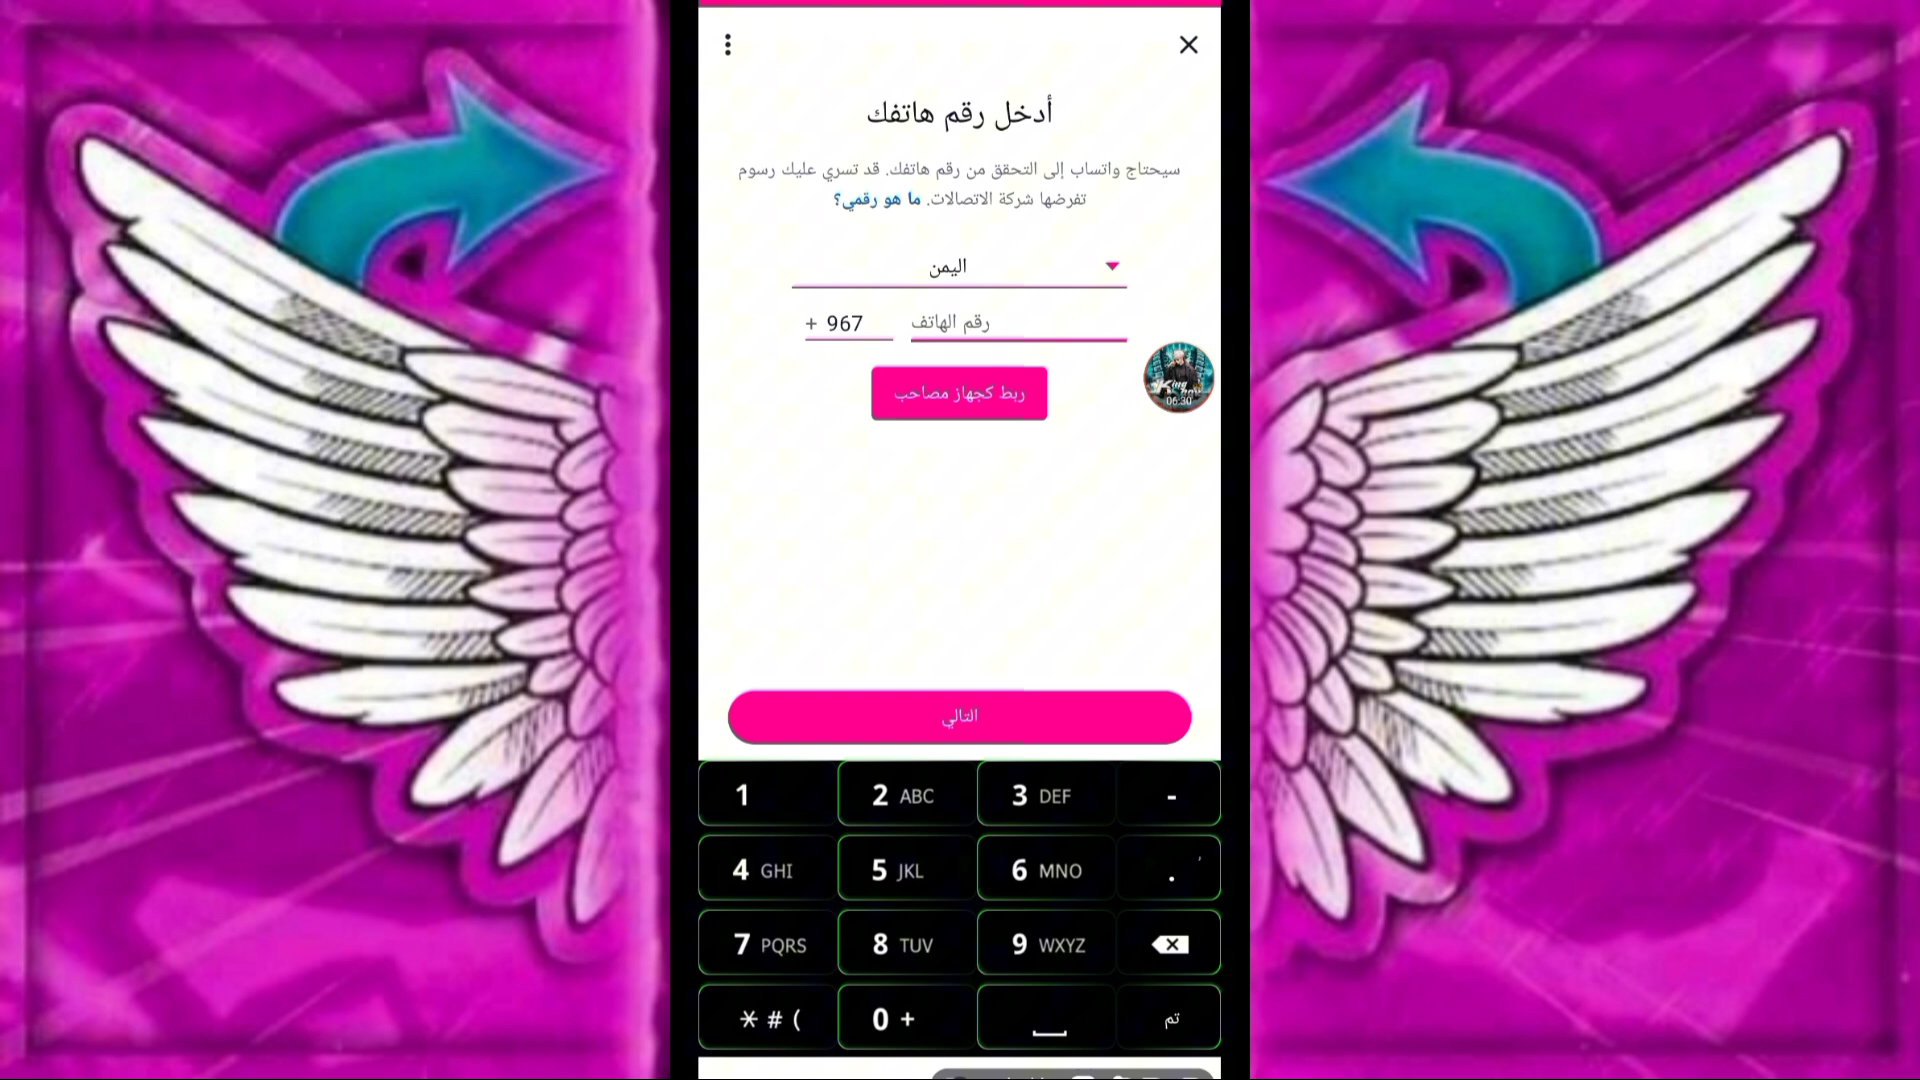 أدخل رقم هاتفك
سيحتاج واتساب إلى التحقق من رقم هاتفك. قد تسري عليك رسوم
تفرضها شركة الاتصالات. ما هو رقمي؟
اليمن
+ 967 رقم الهاتف
King
06:30
ربط كجهاز مصاحب
التالي
1 2 ABC 3 DEF -
4 GHI 5 JKL 6 MNO . ,
7 PQRS 8 TUV 9 WXYZ
* # ( 0 + تم